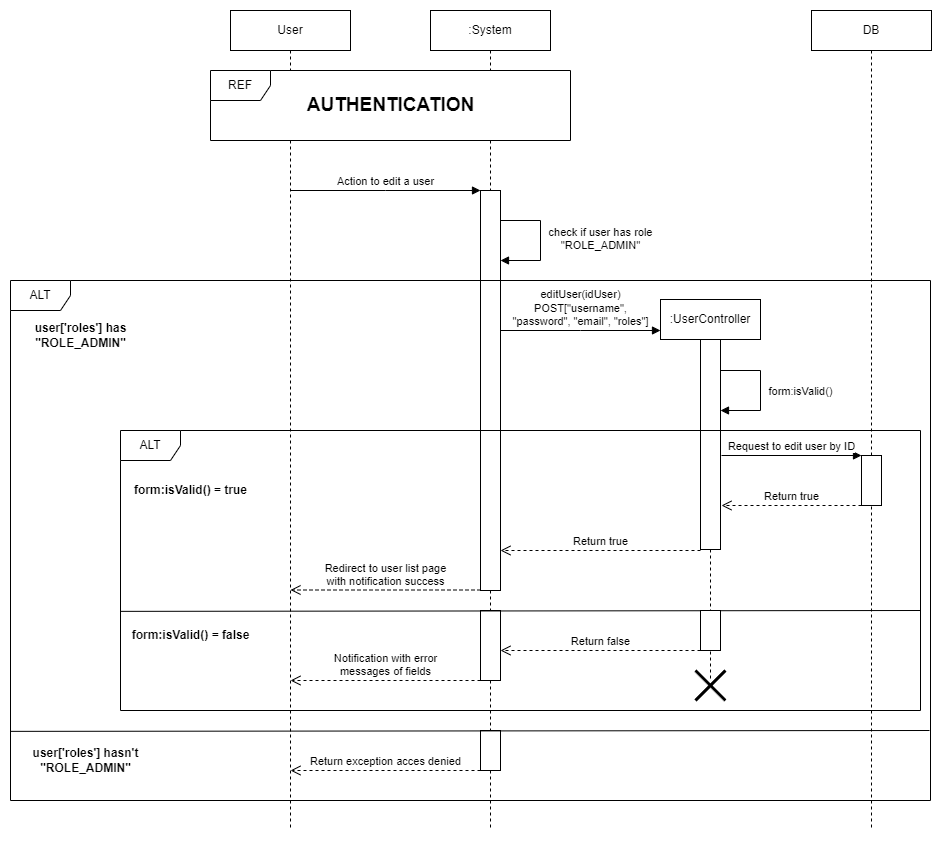 User
:System
DB
REF
AUTHENTICATION
Action to edit a user
check if user has role
"ROLE_ADMIN"
ALT
user['roles'] has
"ROLE_ADMIN"
editUser(idUser)
POST["username",
"password", "email", "roles"]
:UserController
form:isValid()
ALT
Request to edit user by ID
form:isValid() = true
Return true
Return true
Redirect to user list page
with notification success
form:isValid() = false
Return false
Notification with error
messages of fields
user['roles'] hasn't
"ROLE_ADMIN"
Return exception acces denied